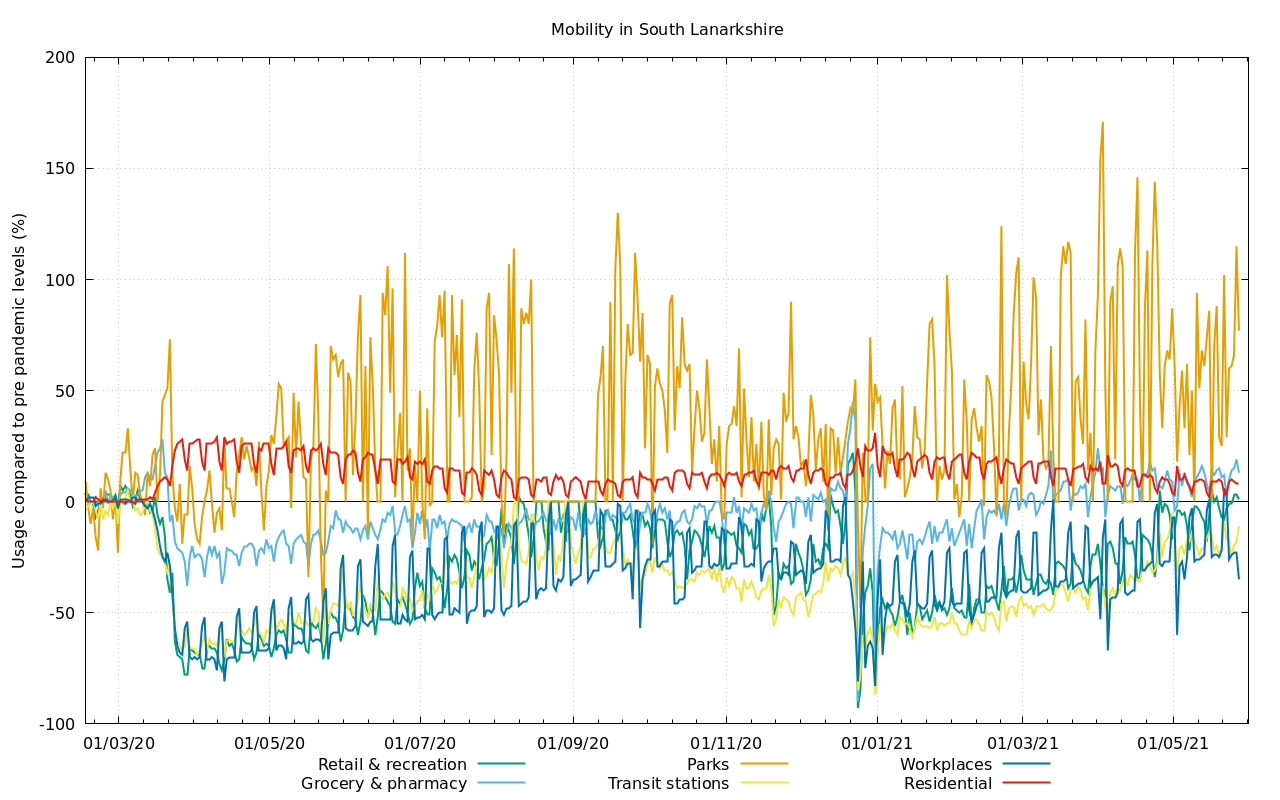 Mobility in South Lanarkshire
Usage compared to pre pandemic levels (%)
200
150
100
50
0
-50
-100
01/03/20 01/05/20 01/07/20 01/09/20 01/11/20 01/01/21 01/03/21 01/05/21
Retail & recreation Parks Workplaces
Grocery & pharmacy Transit stations Residential